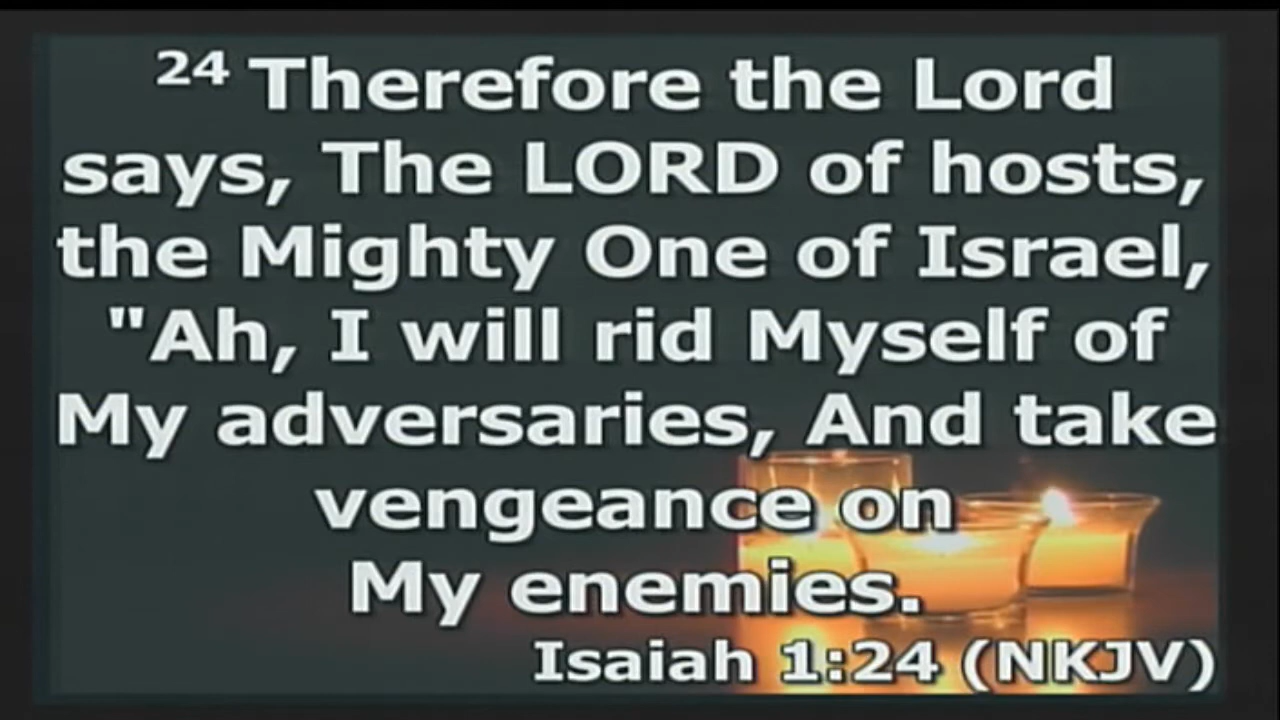 24 Therefore the Lord
says, The LORD of hosts,
the Mighty One of Israel,
"Ah, I will rid Myself of
My adversaries, And take
vengeance on
My enemies.
Isaiah 1:24 (NKJV)